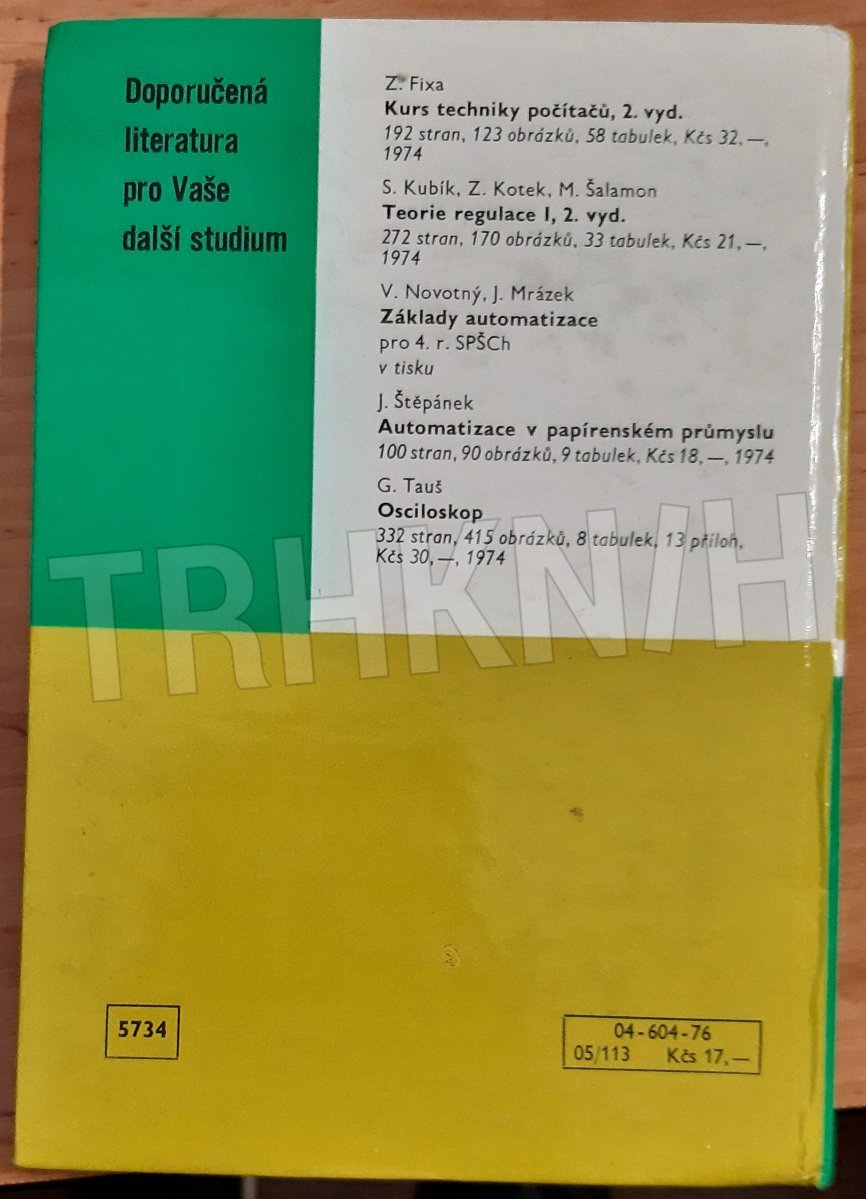 Doporučená
literatura
pro Vaše
další studium
Z. Fixa
Kurs techniky počítačů, 2. vyd.
192 stran, 123 obrázků, 58 tabulek, Kčs 32,—,
1974
S. Kubík, Z. Kotek, M. Šalamon
Teorie regulace I, 2. vyd.
272 stran, 170 obrázků, 33 tabulek, Kčs 21,—,
1974
V. Novotný, J. Mrázek
Základy automatizace
pro 4. r. SPŠCh
v tisku
J. Štěpánek
Automatizace v papírenském průmyslu
100 stran, 90 obrázků, 9 tabulek, Kčs 18,—, 1974
G. Tauš
Osciloskop
332 stran, 415 obrázků, 8 tabulek, 13 příloh,
Kčs 30,—, 1974
TRHKN/H
5734
04-604-76
05/113 Kčs 17,—